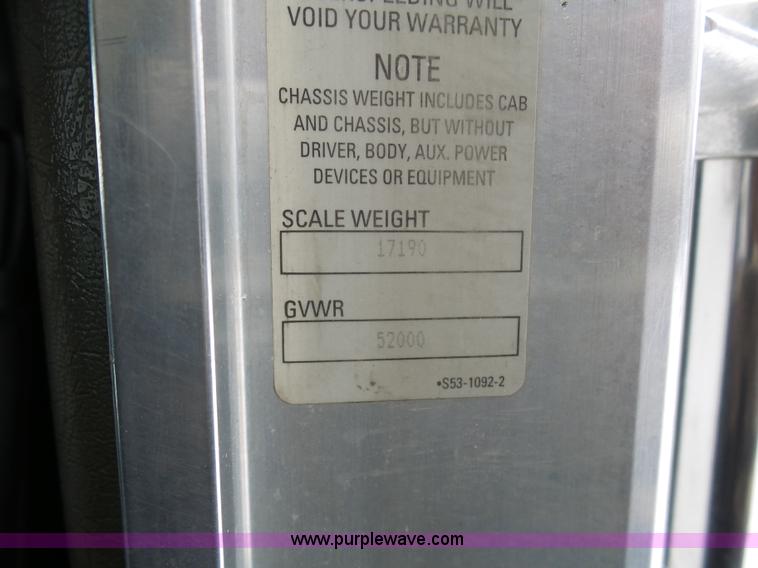 VOID YOUR WARRANTY
NOTE
CHASSIS WEIGHT INCLUDES CAB
AND CHASSIS, BUT WITHOUT
DRIVER, BODY, AUX. POWER
DEVICES OR EQUIPMENT
SCALE WEIGHT
17190
GVWR
52000
•S53-1092-2
www.purplewave.com